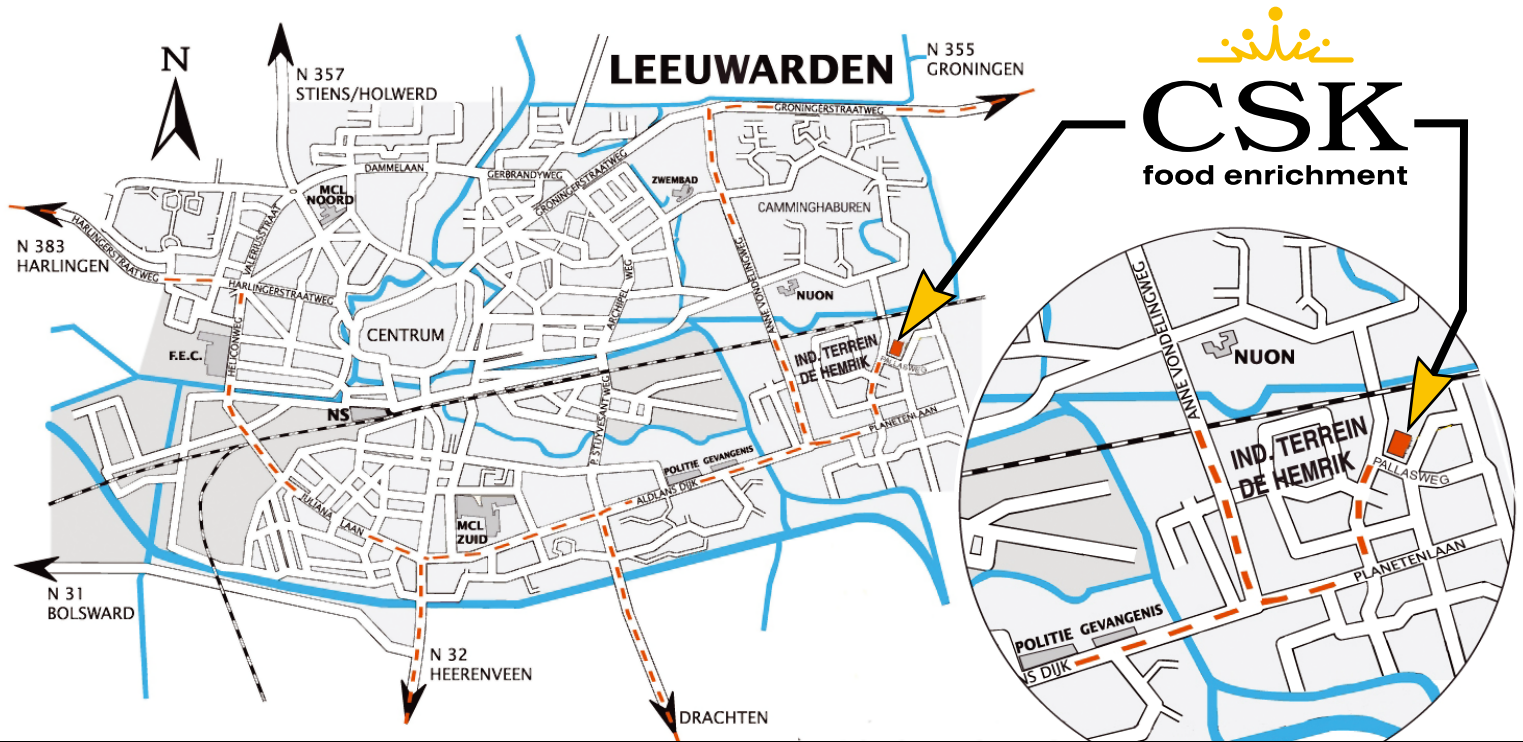 N
N 357
STIENS/HOLWERD
LEEUWARDEN
N 355
GRONINGEN
CSK
food enrichment
GRONINGERSTRAATWEG
DAMMELAAN
GERBRANDYWEG
GRONINGERSTRAATWEG
ZWEMBAD
MCL
NOORD
CAMMINGHABUREN
HARLINGERSTRAATWEG
VALERIUSSTRAAT
N 383
HARLINGEN
HARLINGERSTRAATWEG
ARCHIPEL WEG
ANNE VONDELINGWEG
NUON
CENTRUM
F.E.C.
HELICONWEG
IND. TERREIN
DE HEMRIK
PALLASWEG
NS
P. STUYVESANT WEG
PLANETENLAAN
POLITIE GEVANGENIS
ALDLANS DIJK
JULIANA LAAN
MCL
ZUID
N 31
BOLSWARD
N 32
HEERENVEEN
DRACHTEN
ANNE VONDELINGWEG
NUON
IND. TERREIN
DE HEMRIK
PALLASWEG
PLANETENLAAN
POLITIE GEVANGENIS
NS DIJK